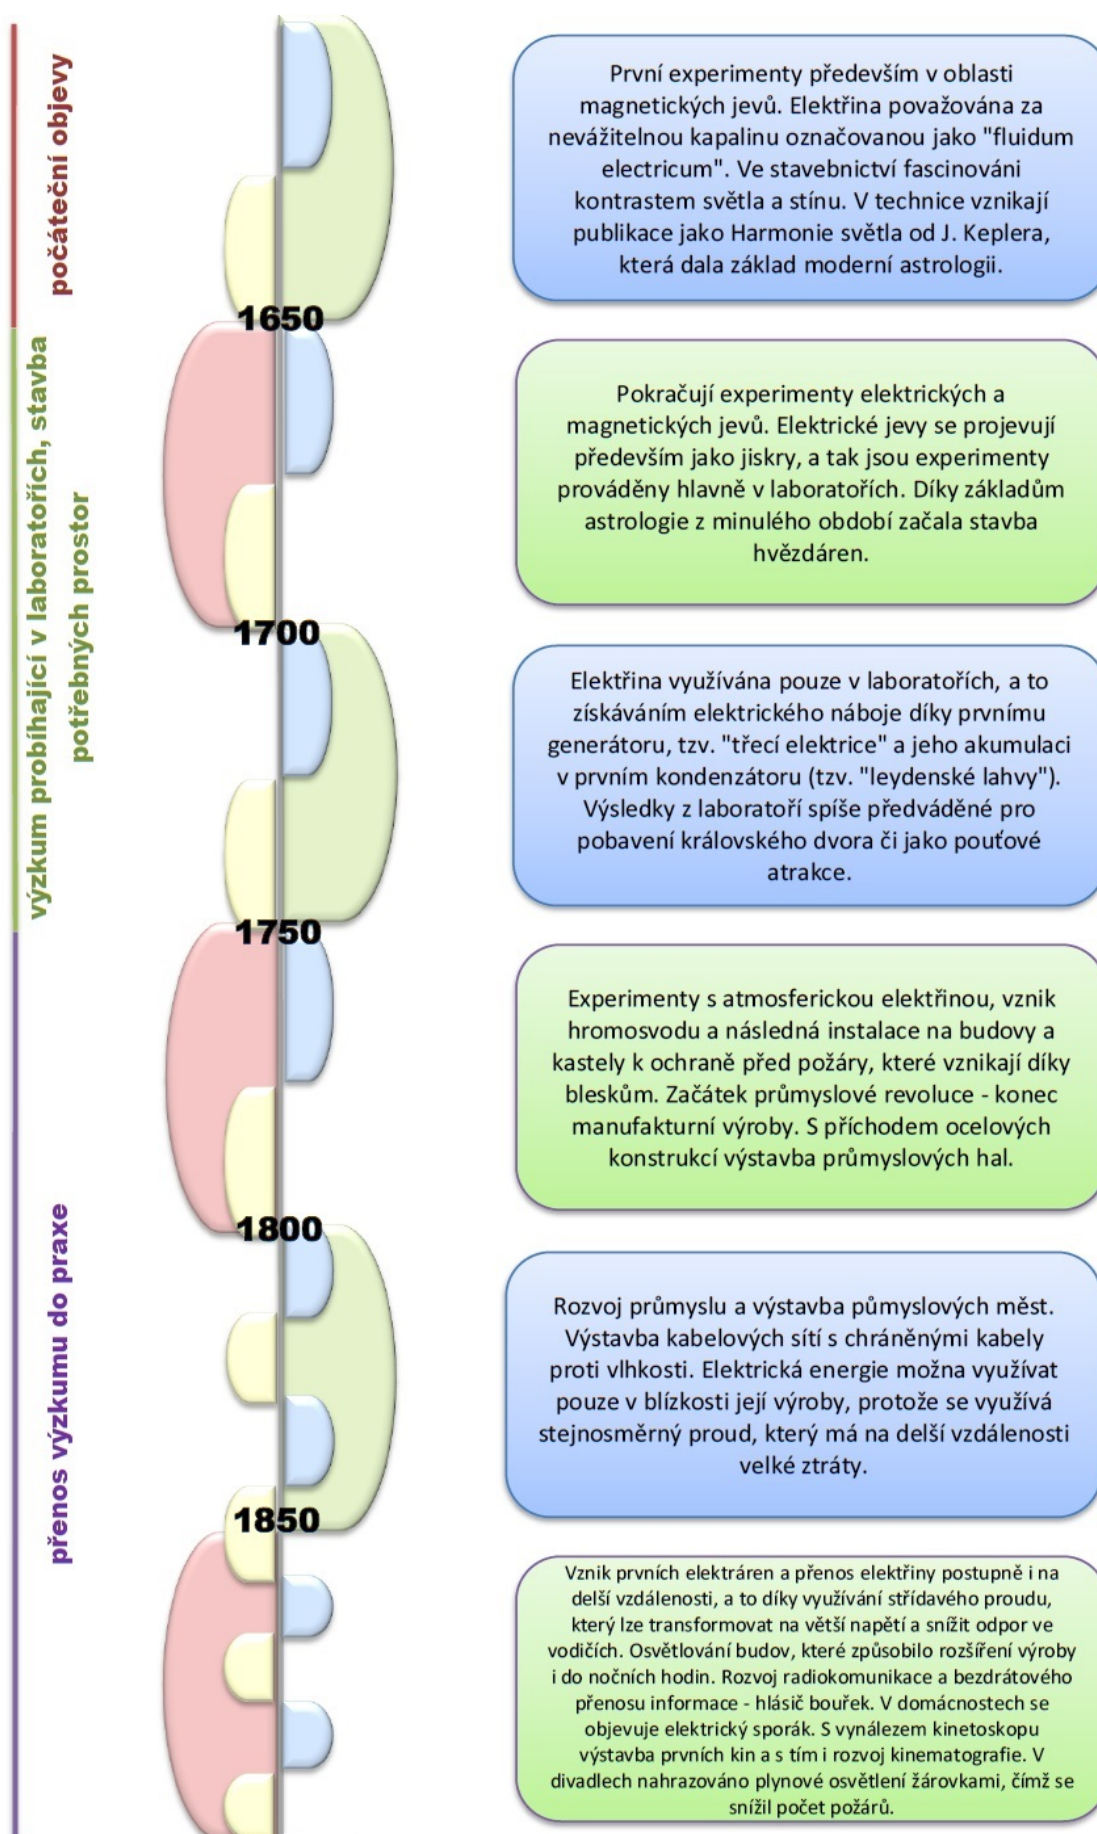 počáteční objevy
První experimenty především v oblasti
magnetických jevů. Elektřina považována za
nevážitelnou kapalinu označovanou jako "fluidum
electricum". Ve stavebnictví fascinováni
kontrastem světla a stínu. V technice vznikají
publikace jako Harmonie světla od J. Keplera,
která dala základ moderní astrologii.
1650
výzkum probíhající v laboratořích, stavba
potřebných prostor
Pokračují experimenty elektrických a
magnetických jevů. Elektrické jevy se projevují
především jako jiskry, a tak jsou experimenty
prováděny hlavně v laboratořích. Díky základům
astrologie z minulého období začala stavba
hvězdáren.
1700
Elektřina využívána pouze v laboratořích, a to
získáváním elektrického náboje díky prvnímu
generátoru, tzv. "třecí elektrice" a jeho akumulaci
v prvním kondenzátoru (tzv. "leydenské lahvy").
Výsledky z laboratoří spíše předváděné pro
pobavení královského dvora či jako pouťové
atrakce.
1750
přenos výzkumu do praxe
Experimenty s atmosferickou elektřinou, vznik
hromosvodu a následná instalace na budovy a
kastely k ochraně před požáry, které vznikají díky
bleskům. Začátek průmyslové revoluce - konec
manufakturní výroby. S příchodem ocelových
konstrukcí výstavba průmyslových hal.
1800
Rozvoj průmyslu a výstavba půmyslových měst.
Výstavba kabelových sítí s chráněnými kabely
proti vlhkosti. Elektrická energie možna využívat
pouze v blízkosti její výroby, protože se využívá
stejnosměrný proud, který má na delší vzdálenosti
velké ztráty.
1850
Vznik prvních elektráren a přenos elektřiny postupně i na
delší vzdálenosti, a to díky využívání střídavého proudu,
který lze transformovat na větší napětí a snížit odpor ve
vodičích. Osvětlování budov, které způsobilo rozšíření výroby
i do nočních hodin. Rozvoj radiokomunikace a bezdrátového
přenosu informace - hlásič bouřek. V domácnostech se
objevuje elektrický sporák. S vynálezem kinetoskopu
výstavba prvních kin a s tím i rozvoj kinematografie. V
divadlech nahrazováno plynové osvětlení žárovkami, čímž se
snížil počet požárů.